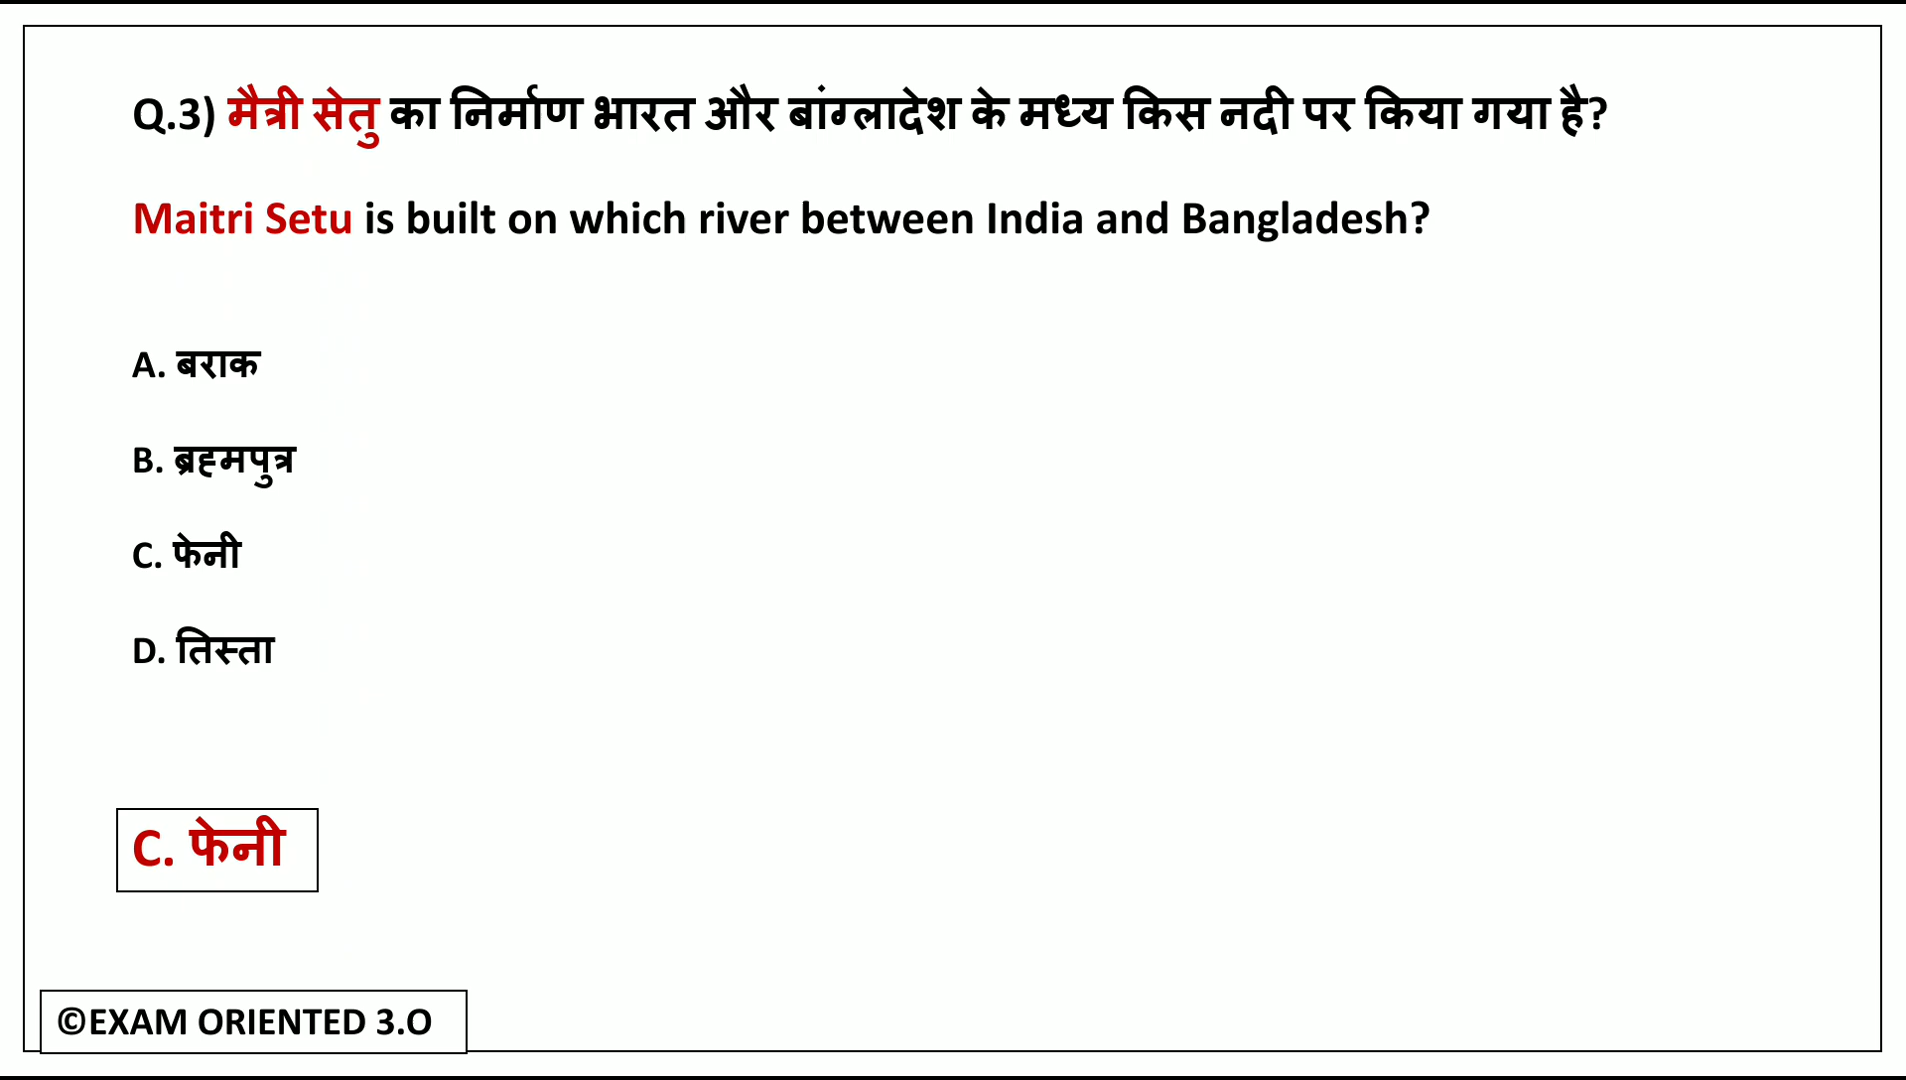 Q.3) मैत्री सेतु का निर्माण भारत और बांग्लादेश के मध्य किस नदी पर किया गया है?
Maitri Setu is built on which river between India and Bangladesh?
A. बराक
B. ब्रह्मपुत्र
C. फेनी
D. तिस्ता
C. फेनी
©EXAM ORIENTED 3.O